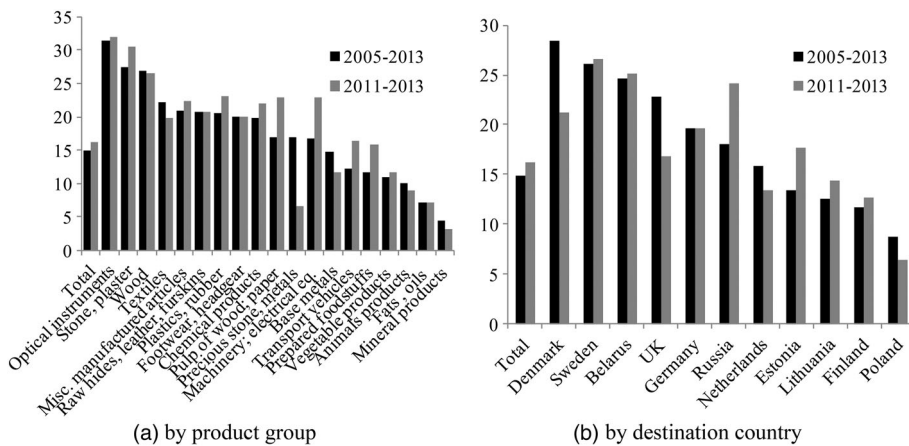 35
30
25
20
15
10
5
0
2005-2013
2011-2013
Total
Optical instruments
Stone, plaster
Wood
Textiles
Misc. manufactured articles
Raw hides, leather, furskins
Plastics, rubber
Footwear, headgear
Chemical products
Pulp of wood; paper
Precious stone, metals
Machinery; electrical eq.
Base metals
Transport vehicles
Prepared foodstuffs
Vegetable products
Animals products
Fats, oils
Mineral products
(a) by product group
30
25
20
15
10
5
0
2005-2013
2011-2013
Total
Denmark
Sweden
Belarus
UK
Germany
Russia
Netherlands
Estonia
Lithuania
Finland
Poland
(b) by destination country